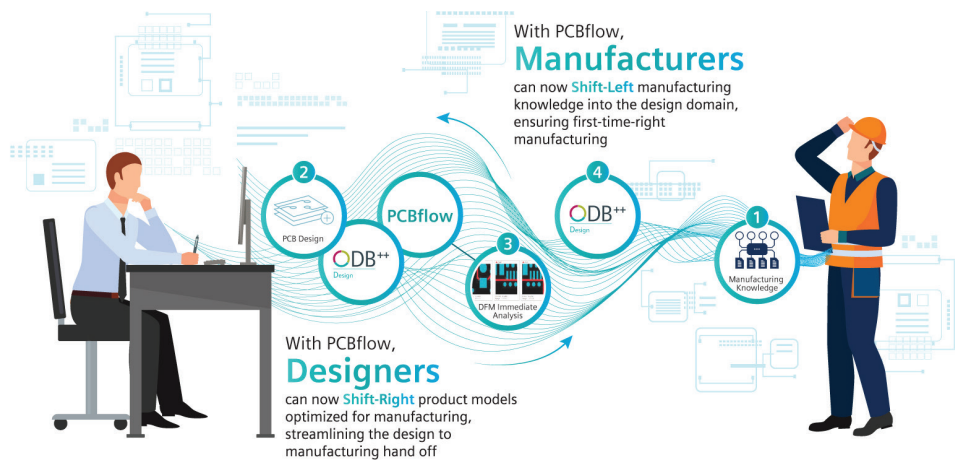 With PCBflow,
Manufacturers
can now Shift-Left manufacturing
knowledge into the design domain,
ensuring first-time-right
manufacturing
2
PCB Design
ODB++
Design
PCBflow
3
DFM Immediate
Analysis
4
ODB++
Design
1
Manufacturing
Knowledge
With PCBflow,
Designers
can now Shift-Right product models
optimized for manufacturing,
streamlining the design to
manufacturing hand off